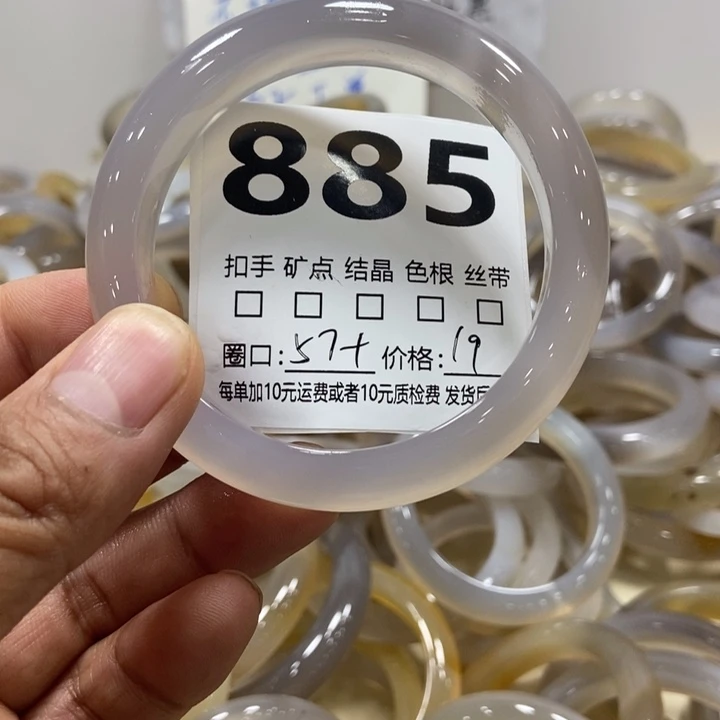 885
扣手 矿点 结晶 色根 丝带
□ □ □ □ □
圈口:57+ 价格:19
每单加10元运费或者10元质检费 发货后